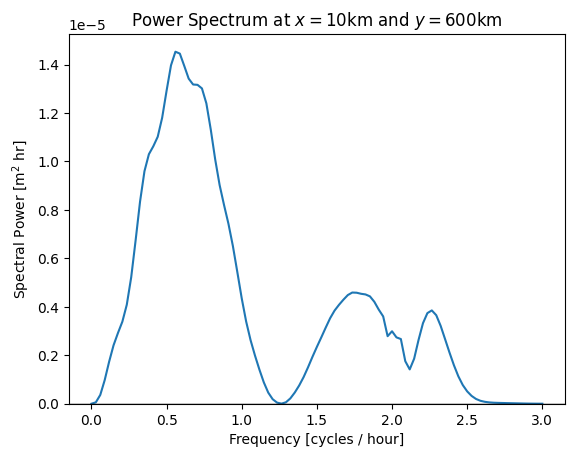 Power Spectrum at x = 10km and y = 600km
1e−5
1.4
1.2
1.0
0.8
0.6
0.4
0.2
0.0
Spectral Power [m² hr]
0.0 0.5 1.0 1.5 2.0 2.5 3.0
Frequency [cycles / hour]